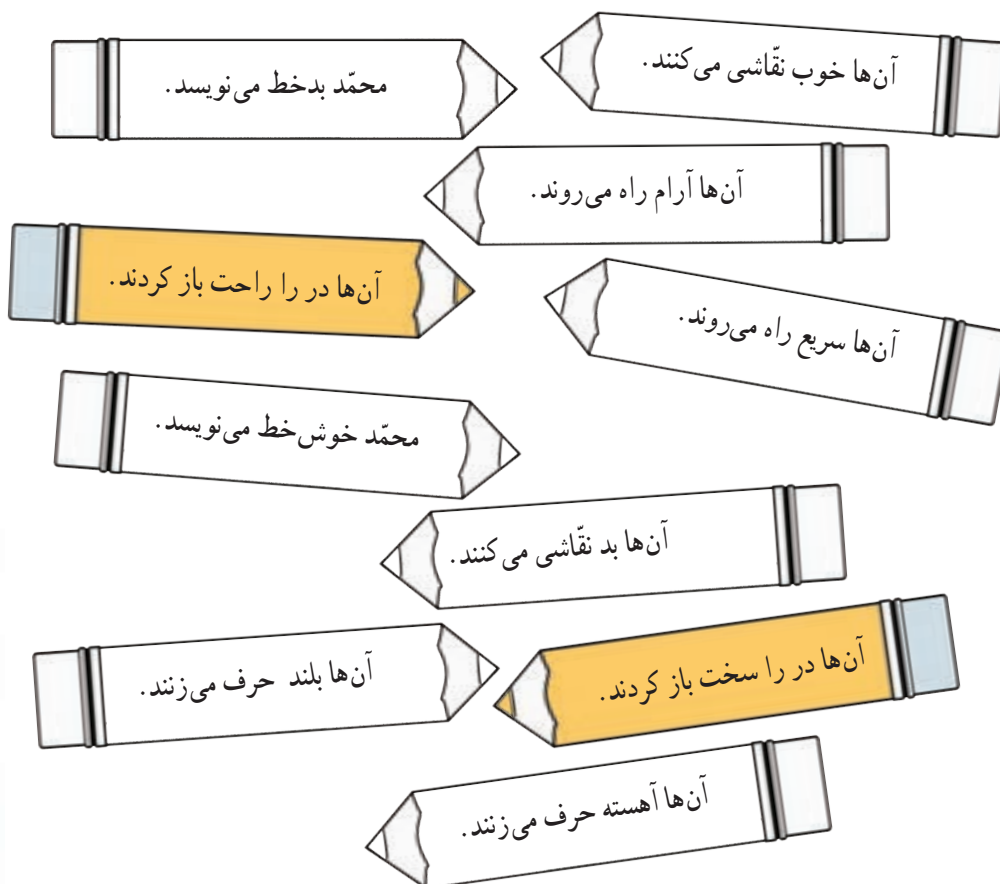 آن‌ها خوب نقّاشی می‌کنند.
محمّد بدخط می‌نویسد.
آن‌ها آرام راه می‌روند.
آن‌ها در را راحت باز کردند.
آن‌ها سریع راه می‌روند.
محمّد خوش‌خط می‌نویسد.
آن‌ها بد نقّاشی می‌کنند.
آن‌ها در را سخت باز کردند.
آن‌ها بلند حرف می‌زنند.
آن‌ها آهسته حرف می‌زنند.